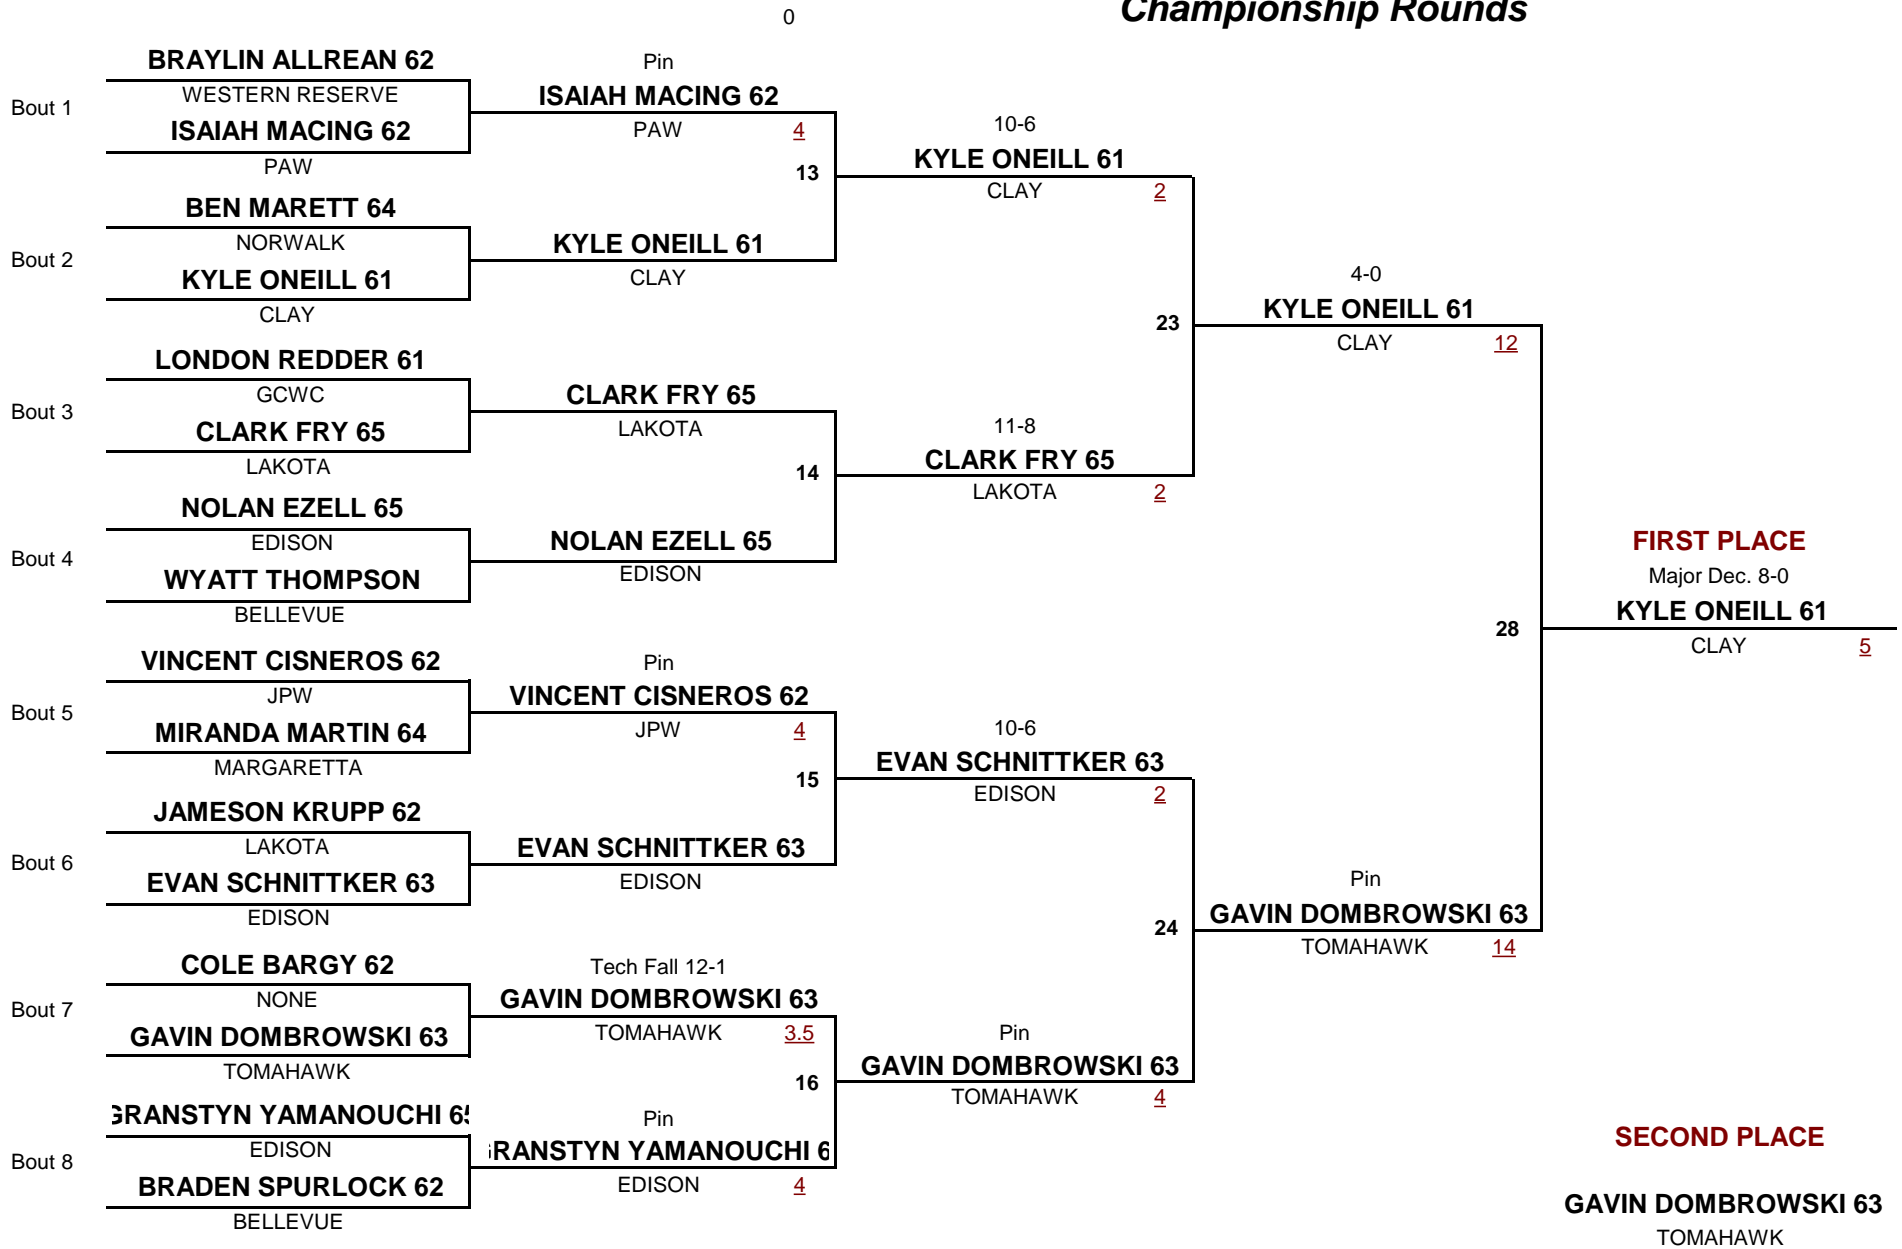 0
Championship Rounds
BRAYLIN ALLREAN 62
Bout 1
WESTERN RESERVE
ISAIAH MACING 62
PAW
BEN MARETT 64
Bout 2
NORWALK
KYLE ONEILL 61
CLAY
LONDON REDDER 61
Bout 3
GCWC
CLARK FRY 65
LAKOTA
NOLAN EZELL 65
Bout 4
EDISON
WYATT THOMPSON
BELLEVUE
VINCENT CISNEROS 62
Bout 5
JPW
MIRANDA MARTIN 64
MARGARETTA
JAMESON KRUPP 62
Bout 6
LAKOTA
EVAN SCHNITTKER 63
EDISON
COLE BARGY 62
Bout 7
NONE
GAVIN DOMBROWSKI 63
TOMAHAWK
GRANSTYN YAMANOUCHI 65
Bout 8
EDISON
BRADEN SPURLOCK 62
BELLEVUE
Pin
ISAIAH MACING 62
PAW 4
13
KYLE ONEILL 61
CLAY
CLARK FRY 65
LAKOTA
14
NOLAN EZELL 65
EDISON
Pin
VINCENT CISNEROS 62
JPW 4
15
EVAN SCHNITTKER 63
EDISON
Tech Fall 12-1
GAVIN DOMBROWSKI 63
TOMAHAWK 3.5
16
Pin
RANSTYN YAMANOUCHI 6
EDISON 4
10-6
KYLE ONEILL 61
CLAY 2
23
11-8
CLARK FRY 65
LAKOTA 2
10-6
EVAN SCHNITTKER 63
EDISON 2
24
Pin
GAVIN DOMBROWSKI 63
TOMAHAWK 4
4-0
KYLE ONEILL 61
CLAY 12
28
Pin
GAVIN DOMBROWSKI 63
TOMAHAWK 14
FIRST PLACE
Major Dec. 8-0
KYLE ONEILL 61
CLAY 5
SECOND PLACE
GAVIN DOMBROWSKI 63
TOMAHAWK